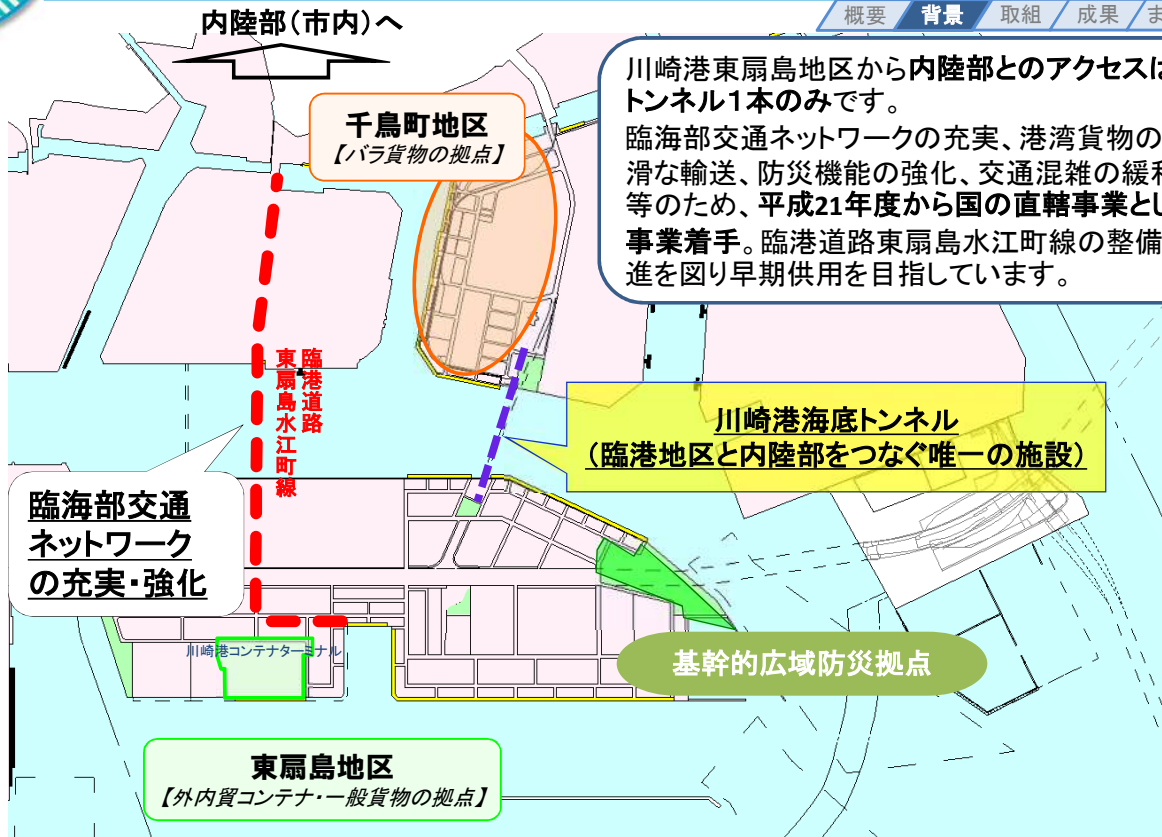 内陸部(市内)へ
概要 背景 取組 成果
川崎港東扇島地区から内陸部とのアクセスは
トンネル1本のみです。
臨海部交通ネットワークの充実、港湾貨物の
滑な輸送、防災機能の強化、交通混雑の緩和
等のため、平成21年度から国の直轄事業とし
事業着手。臨港道路東扇島水江町線の整備
進を図り早期供用を目指しています。
千鳥町地区
【バラ貨物の拠点】
臨港道路
東扇島水江町線
川崎港海底トンネル
(臨港地区と内陸部をつなぐ唯一の施設)
臨海部交通
ネットワーク
の充実・強化
川崎港コンテナターミナル
基幹的広域防災拠点
東扇島地区
【外内貿コンテナ・一般貨物の拠点】